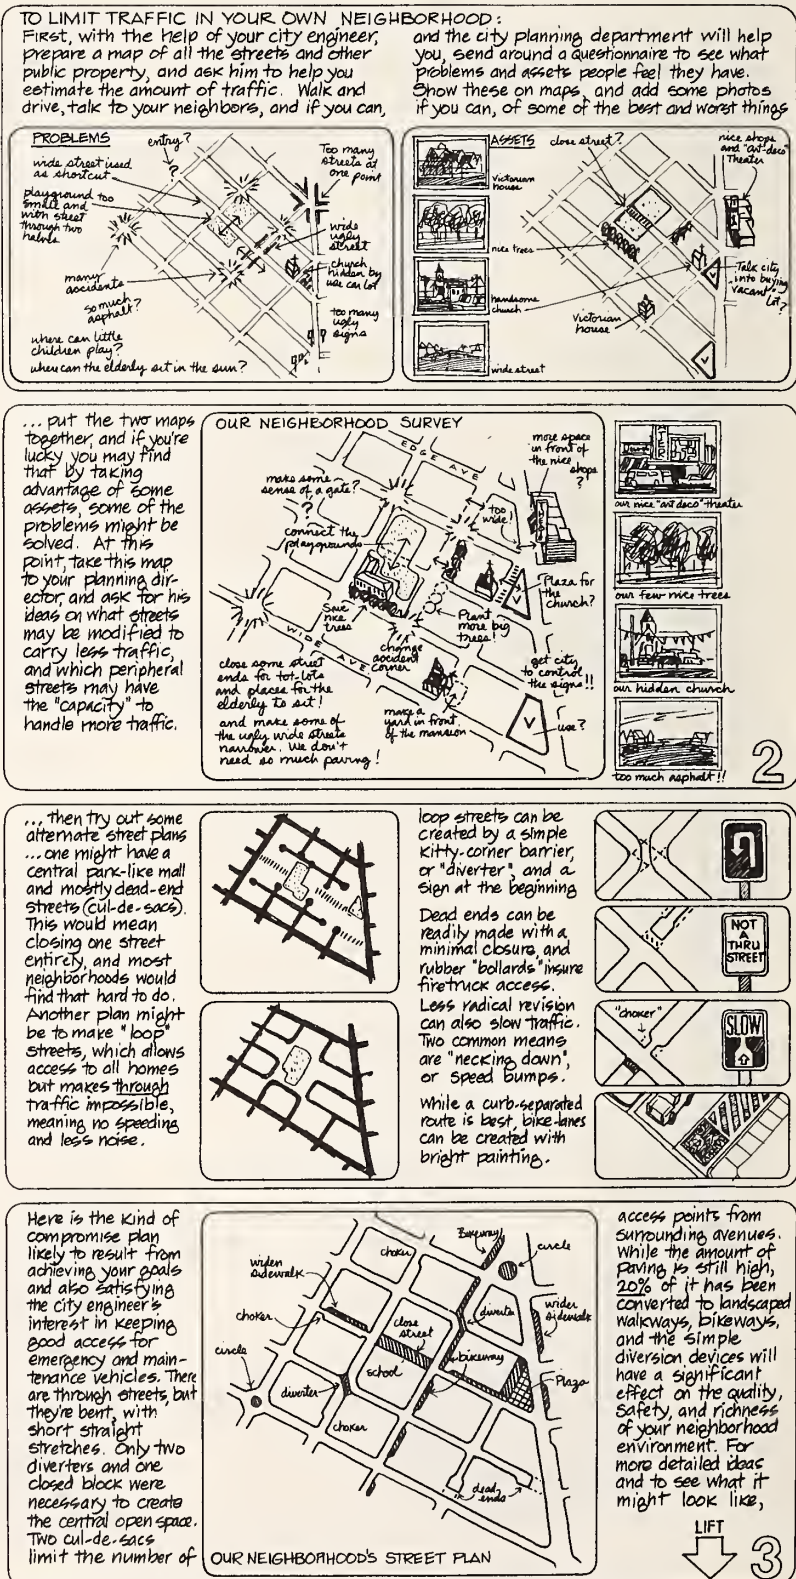 TO LIMIT TRAFFIC IN YOUR OWN NEIGHBORHOOD:
First, with the help of your city engineer,
prepare a map of all the streets and other
public property, and ask him to help you
estimate the amount of traffic. Walk and
drive, talk to your neighbors, and if you can,
and the city planning department will help
you, send around a questionnaire to see what
problems and assets people feel they have.
Show these on maps, and add some photos
if you can, of some of the best and worst things
PROBLEMS
entry?
?
wide street used
as shortcut
playground too
small and
with street
through two
halves
many
accidents
so much
asphalt?
where can little
children play?
where can the elderly sit in the sun?
Too many
streets at
one point
wide
ugly
street
church
hidden by
use car lot
too many
ugly
signs
ASSETS
victorian
house
nice trees
handsome
church
wide street
close street?
nice shops
and "art-deco"
Theater
Talk city
into buying
vacant
lot?
Victorian
house
V
V
... put the two maps
together, and if you're
lucky, you may find
that by taking
advantage of some
assets, some of the
problems might be
solved. At this
point, take this map
to your planning dir-
ector, and ask for his
ideas on what streets
may be modified to
carry less traffic,
and which peripheral
streets may have
the "capacity" to
handle more traffic.
OUR NEIGHBORHOOD SURVEY
EDGE AVE
WIDE AVE
make some
sense of a gate?
?
connect the
playgrounds
too
wide
more space
in front of
the nice
shops
?
Save
nice
trees
Plant
more big
trees!
Plaza for
the
church?
change
accident
corner
close some street
ends for tot-lots
and places for the
elderly to sit!
and make some of
the ugly wide streets
narrower. We don't
need so much paving!
make a
yard in front
of the mansion
get city
to control
the signs!!
use?
V
V
our nice "art deco" theater
our few nice trees
our hidden church
too much asphalt!!
2
... then try out some
alternate street plans
... one might have a
central park-like mall
and mostly dead-end
streets (cul-de-sacs).
This would mean
closing one street
entirely, and most
neighborhoods would
find that hard to do.
Another plan might
be to make "loop"
streets, which allows
access to all homes
but makes through
traffic impossible,
meaning no speeding
and less noise.
loop streets can be
created by a simple
kitty-corner barrier,
or "diverter", and a
sign at the beginning
Dead ends can be
readily made with a
minimal closure, and
rubber "bollards" insure
firetruck access.
Less radical revision
can also slow traffic.
Two common means
are "necking down",
or speed bumps.
While a curb-separated
route is best, bike-lanes
can be created with
bright painting.
NOT
A
THRU
STREET
"choker"
SLOW
Here is the kind of
compromise plan
likely to result from
achieving your goals
and also satisfying
the city engineer's
interest in keeping
good access for
emergency and main-
tenance vehicles. There
are through streets, but
they're bent, with
short straight
stretches. Only two
diverters and one
closed block were
necessary to create
the central open space.
Two cul-de-sacs
limit the number of
Bikeway
choker
circle
widen
sidewalk
choker
close
street
diverter
wider
sidewalk
circle
school
bikeway
diverter
Plaza
choker
dead
ends
OUR NEIGHBORHOOD'S STREET PLAN
access points from
surrounding avenues.
While the amount of
paving is still high,
20% of it has been
converted to landscaped
walkways, bikeways,
and the simple
diversion devices will
have a significant
effect on the quality,
safety, and richness
of your neighborhood
environment. For
more detailed ideas
and to see what it
might look like,
LIFT
3